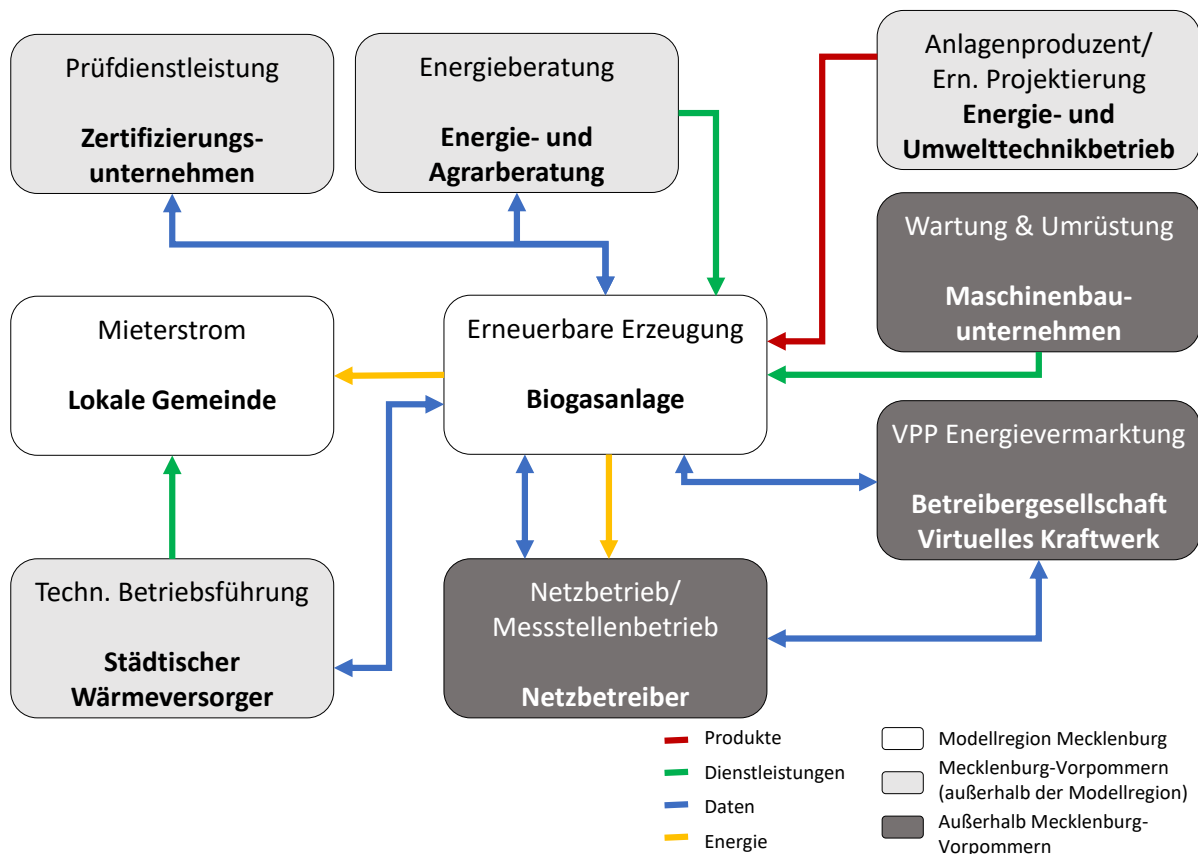 Prüfdienstleistung
Zertifizierungs-
unternehmen
Energieberatung
Energie- und
Agrarberatung
Anlagenproduzent/
Ern. Projektierung
Energie- und
Umwelttechnikbetrieb
Wartung & Umrüstung
Maschinenbau-
unternehmen
Mieterstrom
Lokale Gemeinde
Erneuerbare Erzeugung
Biogasanlage
VPP Energievermarktung
Betreibergesellschaft
Virtuelles Kraftwerk
Techn. Betriebsführung
Städtischer
Wärmeversorger
Netzbetrieb/
Messstellenbetrieb
Netzbetreiber
Produkte
Dienstleistungen
Daten
Energie
Modellregion Mecklenburg
Mecklenburg-Vorpommern
(außerhalb der Modellregion)
Außerhalb Mecklenburg-
Vorpommern